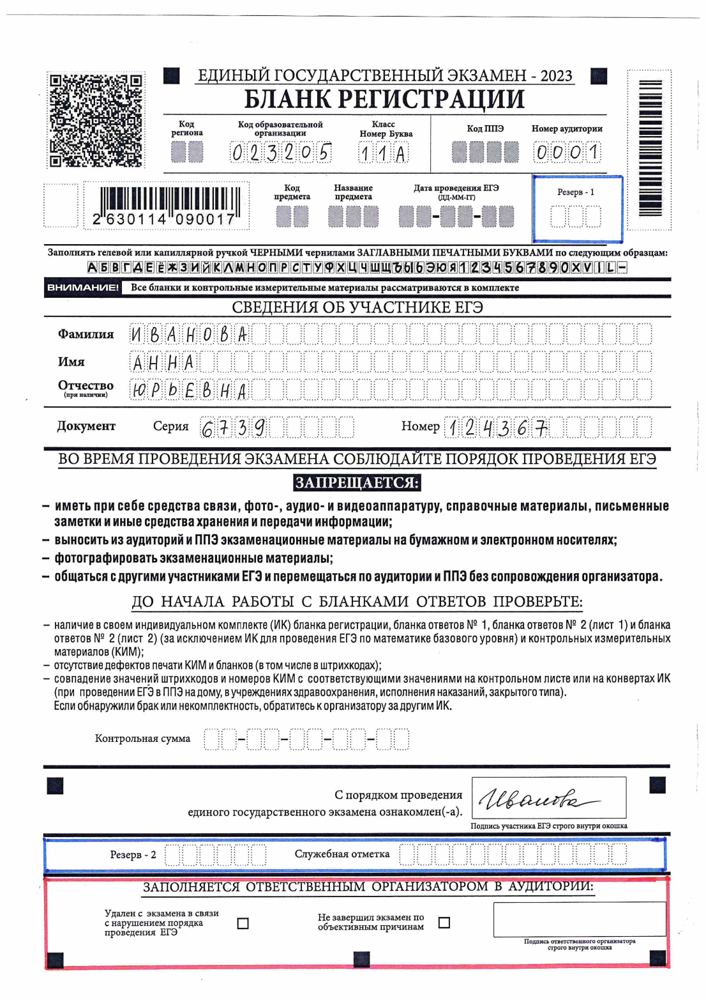 ЕДИНЫЙ ГОСУДАРСТВЕННЫЙ ЭКЗАМЕН - 2023
БЛАНК РЕГИСТРАЦИИ
Код региона
Код образовательной организации
Класс
Номер Буква
Код ППЭ
Номер аудитории
023205
11А
0001
2 630114 090017
Код предмета
Название предмета
Дата проведения ЕГЭ
(ДД-ММ-ГГ)
Резерв - 1
Заполнять гелевой или капиллярной ручкой ЧЕРНЫМИ чернилами ЗАГЛАВНЫМИ ПЕЧАТНЫМИ БУКВАМИ по следующим образцам:
АБВГДЕЁЖЗИЙКЛМНОПРСТУФХЦЧШЩЪЫЬЭЮЯ1234567890XVIL-
ВНИМАНИЕ! Все бланки и контрольные измерительные материалы рассматриваются в комплекте
СВЕДЕНИЯ ОБ УЧАСТНИКЕ ЕГЭ
Фамилия ИВАНОВА
Имя АННА
Отчество ЮРЬЕВНА
(при наличии)
Документ Серия 6739 Номер 124367
ВО ВРЕМЯ ПРОВЕДЕНИЯ ЭКЗАМЕНА СОБЛЮДАЙТЕ ПОРЯДОК ПРОВЕДЕНИЯ ЕГЭ
ЗАПРЕЩАЕТСЯ:
– иметь при себе средства связи, фото-, аудио- и видеоаппаратуру, справочные материалы, письменные
заметки и иные средства хранения и передачи информации;
– выносить из аудиторий и ППЭ экзаменационные материалы на бумажном и электронном носителях;
– фотографировать экзаменационные материалы;
– общаться с другими участниками ЕГЭ и перемещаться по аудитории и ППЭ без сопровождения организатора.
ДО НАЧАЛА РАБОТЫ С БЛАНКАМИ ОТВЕТОВ ПРОВЕРЬТЕ:
– наличие в своем индивидуальном комплекте (ИК) бланка регистрации, бланка ответов № 1, бланка ответов № 2 (лист 1) и бланка
ответов № 2 (лист 2) (за исключением ИК для проведения ЕГЭ по математике базового уровня) и контрольных измерительных
материалов (КИМ);
– отсутствие дефектов печати КИМ и бланков (в том числе в штрихкодах);
– совпадение значений штрихкодов и номеров КИМ с соответствующими значениями на контрольном листе или на конвертах ИК
(при проведении ЕГЭ в ППЭ на дому, в учреждениях здравоохранения, исполнения наказаний, закрытого типа).
Если обнаружили брак или некомплектность, обратитесь к организатору за другим ИК.
Контрольная сумма
С порядком проведения
единого государственного экзамена ознакомлен(-а).
Иванова
Подпись участника ЕГЭ строго внутри окошка
Резерв - 2 Служебная отметка
ЗАПОЛНЯЕТСЯ ОТВЕТСТВЕННЫМ ОРГАНИЗАТОРОМ В АУДИТОРИИ:
Удален с экзамена в связи
с нарушением порядка
проведения ЕГЭ
Не завершил экзамен по
объективным причинам
Подпись ответственного организатора
строго внутри окошка